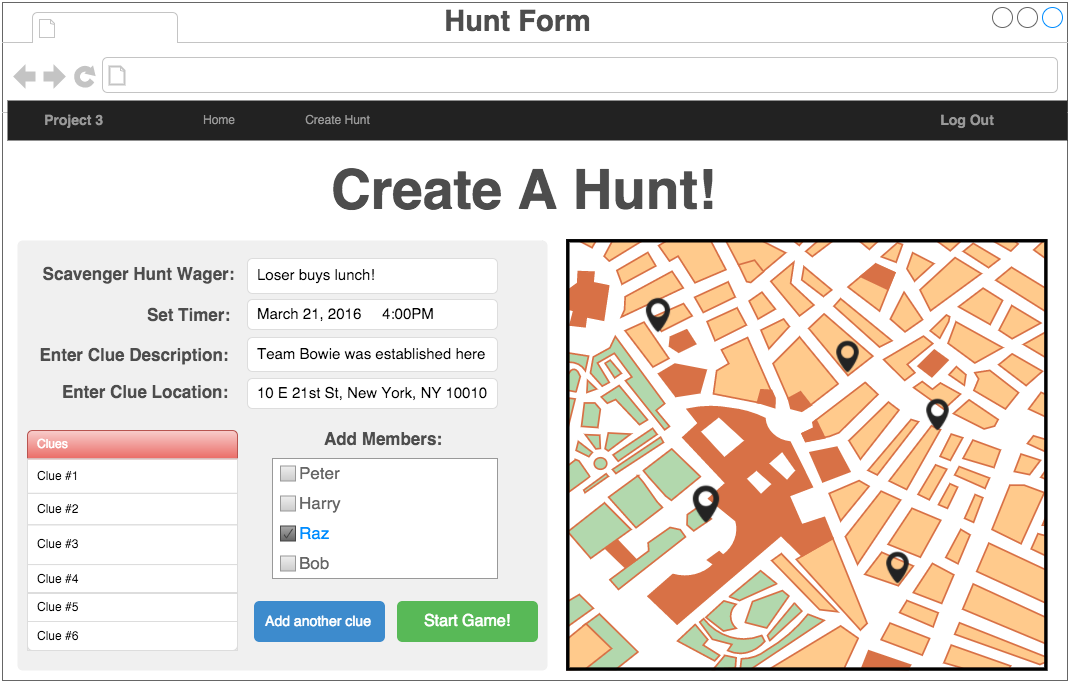 Hunt Form
Project 3 Home Create Hunt Log Out
Create A Hunt!
Scavenger Hunt Wager: Loser buys lunch!
Set Timer: March 21, 2016 4:00PM
Enter Clue Description: Team Bowie was established here
Enter Clue Location: 10 E 21st St, New York, NY 10010
Clues
Clue #1
Clue #2
Clue #3
Clue #4
Clue #5
Clue #6
Add Members:
Peter
Harry
Raz
Bob
Add another clue
Start Game!